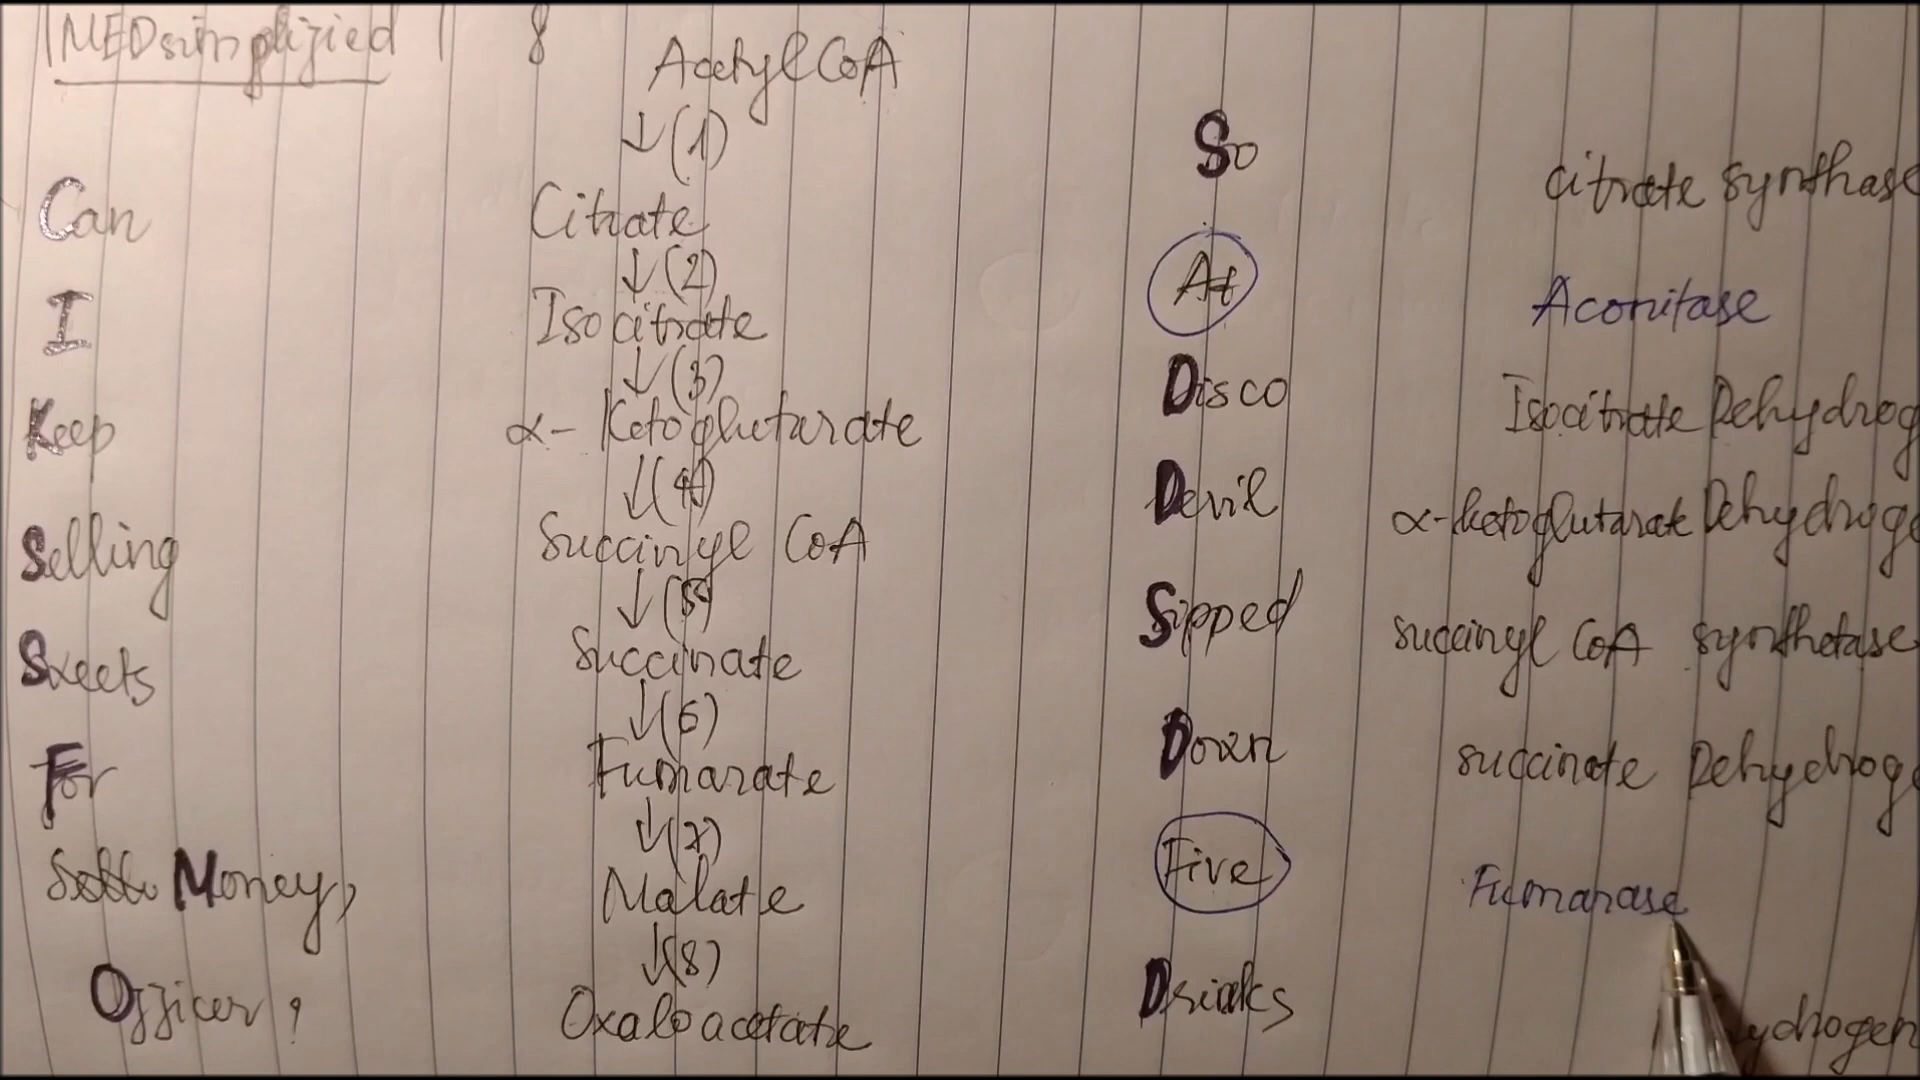 MEDsimplified
8
Acetyl CoA
↓(1)
So
citrate synthase
Can
Citrate
↓(2)
At
Aconitase
I
Isocitrate
↓(3)
Disco
Isocitrate Dehydrog
Keep
α- Ketoglutarate
↓(4)
Devil
α-ketoglutarate Dehydroge
Selling
Succinyl CoA
↓(5)
Sipped
succinyl CoA synthetase
Sweets
Succinate
↓(6)
Down
succinate Dehydroge
For
Fumarate
↓(7)
Five
Fumarase
Money,
Malate
↓(8)
Drinks
ydrogen
Officer?
Oxaloacetate